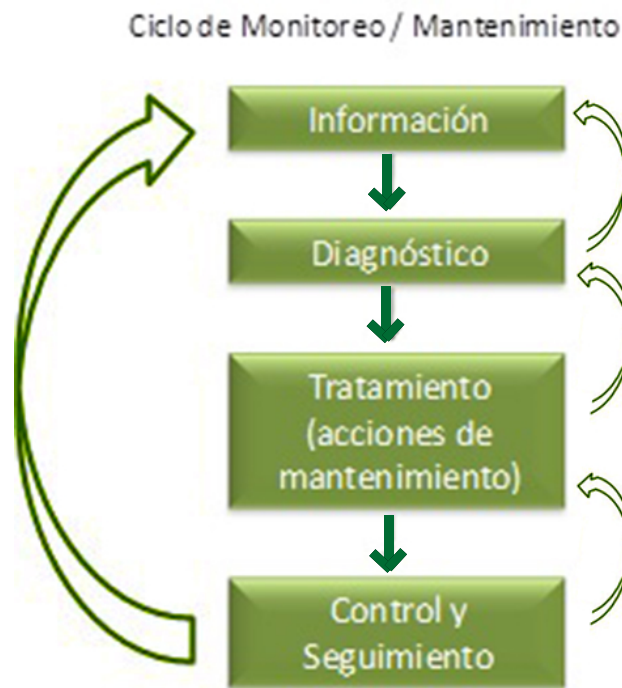 Ciclo de Monitoreo / Mantenimiento
Información
Diagnóstico
Tratamiento
(acciones de
mantenimiento)
Control y
Seguimiento